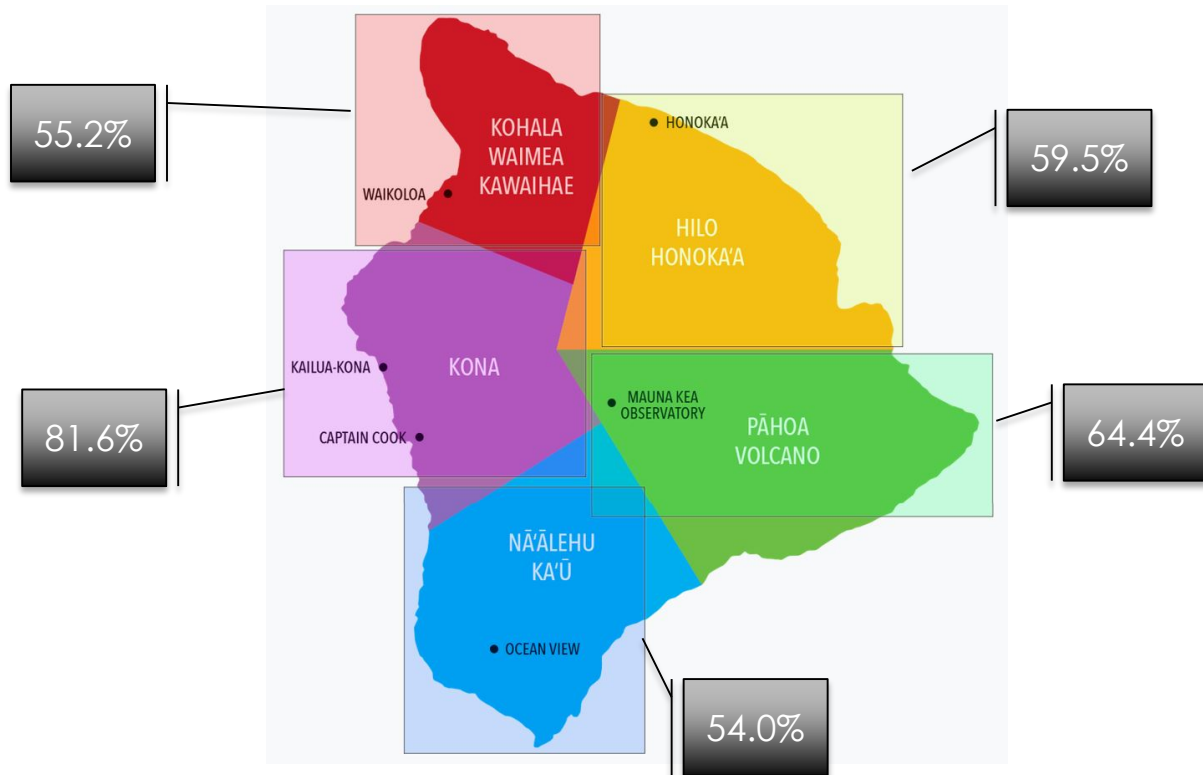 55.2%
KOHALA
WAIMEA
KAWAIHAE
WAIKOLOA
HONOKA‘A
59.5%
HILO
HONOKA‘A
81.6%
KAILUA-KONA
KONA
CAPTAIN COOK
MAUNA KEA
OBSERVATORY
PĀHOA
VOLCANO
64.4%
NĀ‘ĀLEHU
KA‘Ū
OCEAN VIEW
54.0%